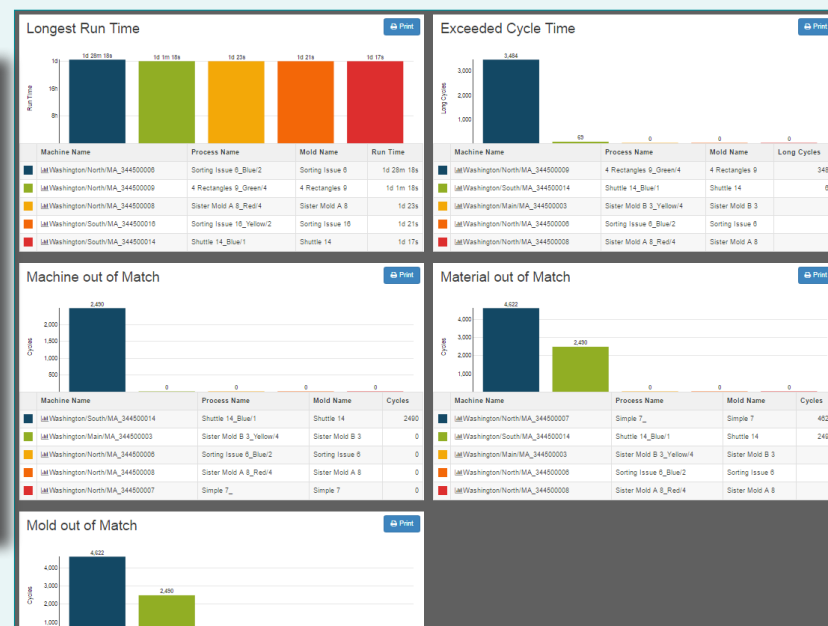 Longest Run Time
Print
1d 28m 18s
1d 1m 18s
1d 23s
1d 21s
1d 17s
1d
16h
8h
Run Time
Machine Name Process Name Mold Name Run Time
Washington/North/MA_344500006 Sorting Issue 6_Blue/2 Sorting Issue 6 1d 28m 18s
Washington/North/MA_344500009 4 Rectangles 9_Green/4 4 Rectangles 9 1d 1m 18s
Washington/North/MA_344500008 Sister Mold A 8_Red/4 Sister Mold A 8 1d 23s
Washington/South/MA_344500016 Sorting Issue 16_Yellow/2 Sorting Issue 16 1d 21s
Washington/South/MA_344500014 Shuttle 14_Blue/1 Shuttle 14 1d 17s
Exceeded Cycle Time
Print
3,484
69
0
0
0
3,000
2,000
1,000
Long Cycles
Machine Name Process Name Mold Name Long Cycles
Washington/North/MA_344500009 4 Rectangles 9_Green/4 4 Rectangles 9 348
Washington/South/MA_344500014 Shuttle 14_Blue/1 Shuttle 14 6
Washington/Main/MA_344500003 Sister Mold B 3_Yellow/4 Sister Mold B 3
Washington/North/MA_344500006 Sorting Issue 6_Blue/2 Sorting Issue 6
Washington/North/MA_344500008 Sister Mold A 8_Red/4 Sister Mold A 8
Machine out of Match
Print
2,490
0
0
0
0
2,000
1,500
1,000
500
Cycles
Machine Name Process Name Mold Name Cycles
Washington/South/MA_344500014 Shuttle 14_Blue/1 Shuttle 14 2490
Washington/Main/MA_344500003 Sister Mold B 3_Yellow/4 Sister Mold B 3 0
Washington/North/MA_344500006 Sorting Issue 6_Blue/2 Sorting Issue 6 0
Washington/North/MA_344500008 Sister Mold A 8_Red/4 Sister Mold A 8 0
Washington/North/MA_344500007 Simple 7_ Simple 7 0
Material out of Match
Print
4,622
2,490
0
0
0
4,000
3,000
2,000
1,000
Cycles
Machine Name Process Name Mold Name Cycles
Washington/North/MA_344500007 Simple 7_ Simple 7 462
Washington/South/MA_344500014 Shuttle 14_Blue/1 Shuttle 14 249
Washington/Main/MA_344500003 Sister Mold B 3_Yellow/4 Sister Mold B 3
Washington/North/MA_344500006 Sorting Issue 6_Blue/2 Sorting Issue 6
Washington/North/MA_344500008 Sister Mold A 8_Red/4 Sister Mold A 8
Mold out of Match
Print
4,622
2,490
4,000
3,000
2,000
1,000
Cycles